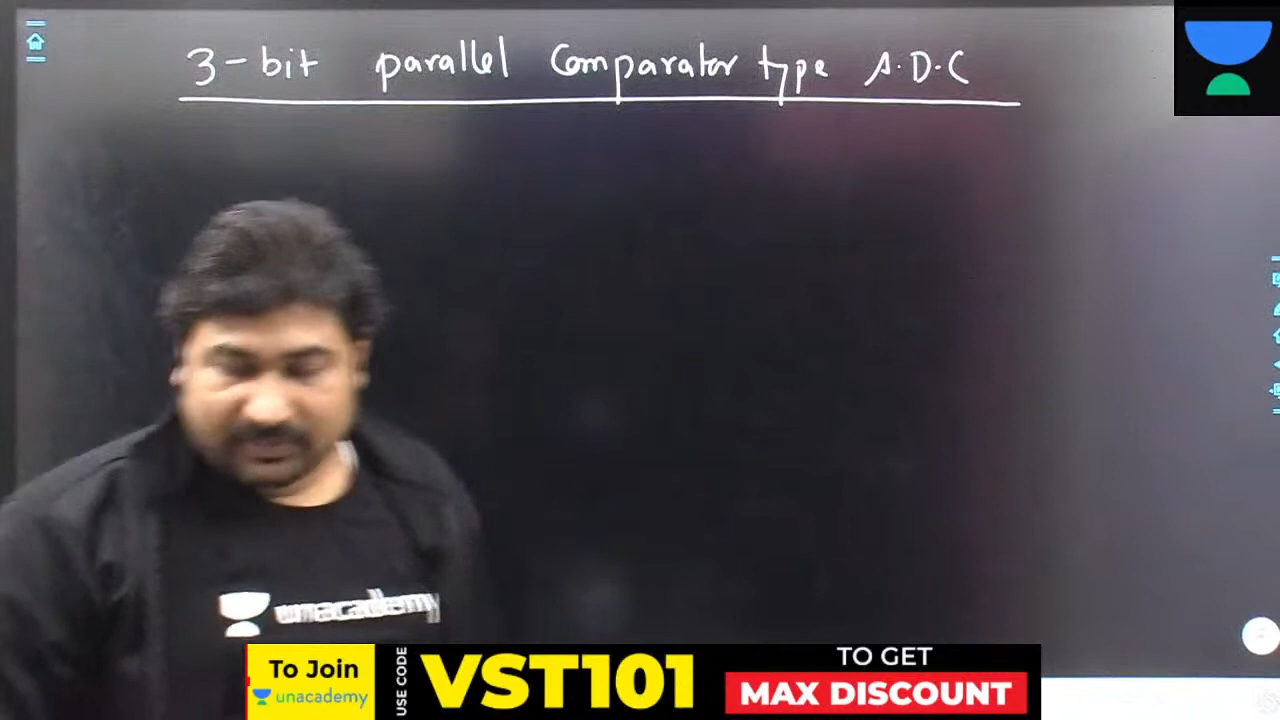 3-bit parallel Comparator type A.D.C
unacademy
To Join
unacademy
USE CODE
VST101
TO GET
MAX DISCOUNT